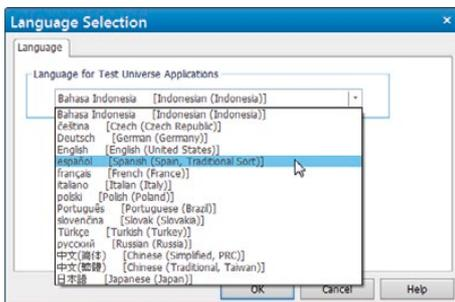 Language Selection
Language
Language for Test Universe Applications
Bahasa Indonesia [Indonesian (Indonesia)]
Bahasa Indonesia [Indonesian (Indonesia)]
čeština [Czech (Czech Republic)]
Deutsch [German (Germany)]
English [English (United States)]
español [Spanish (Spain, Traditional Sort)]
français [French (France)]
italiano [Italian (Italy)]
polski [Polish (Poland)]
Português [Portuguese (Brazil)]
slovenčina [Slovak (Slovakia)]
Türkçe [Turkish (Turkey)]
русский [Russian (Russia)]
中文(简体) [Chinese (Simplified, PRC)]
中文(繁體) [Chinese (Traditional, Taiwan)]
日本語 [Japanese (Japan)]
OK Cancel Help